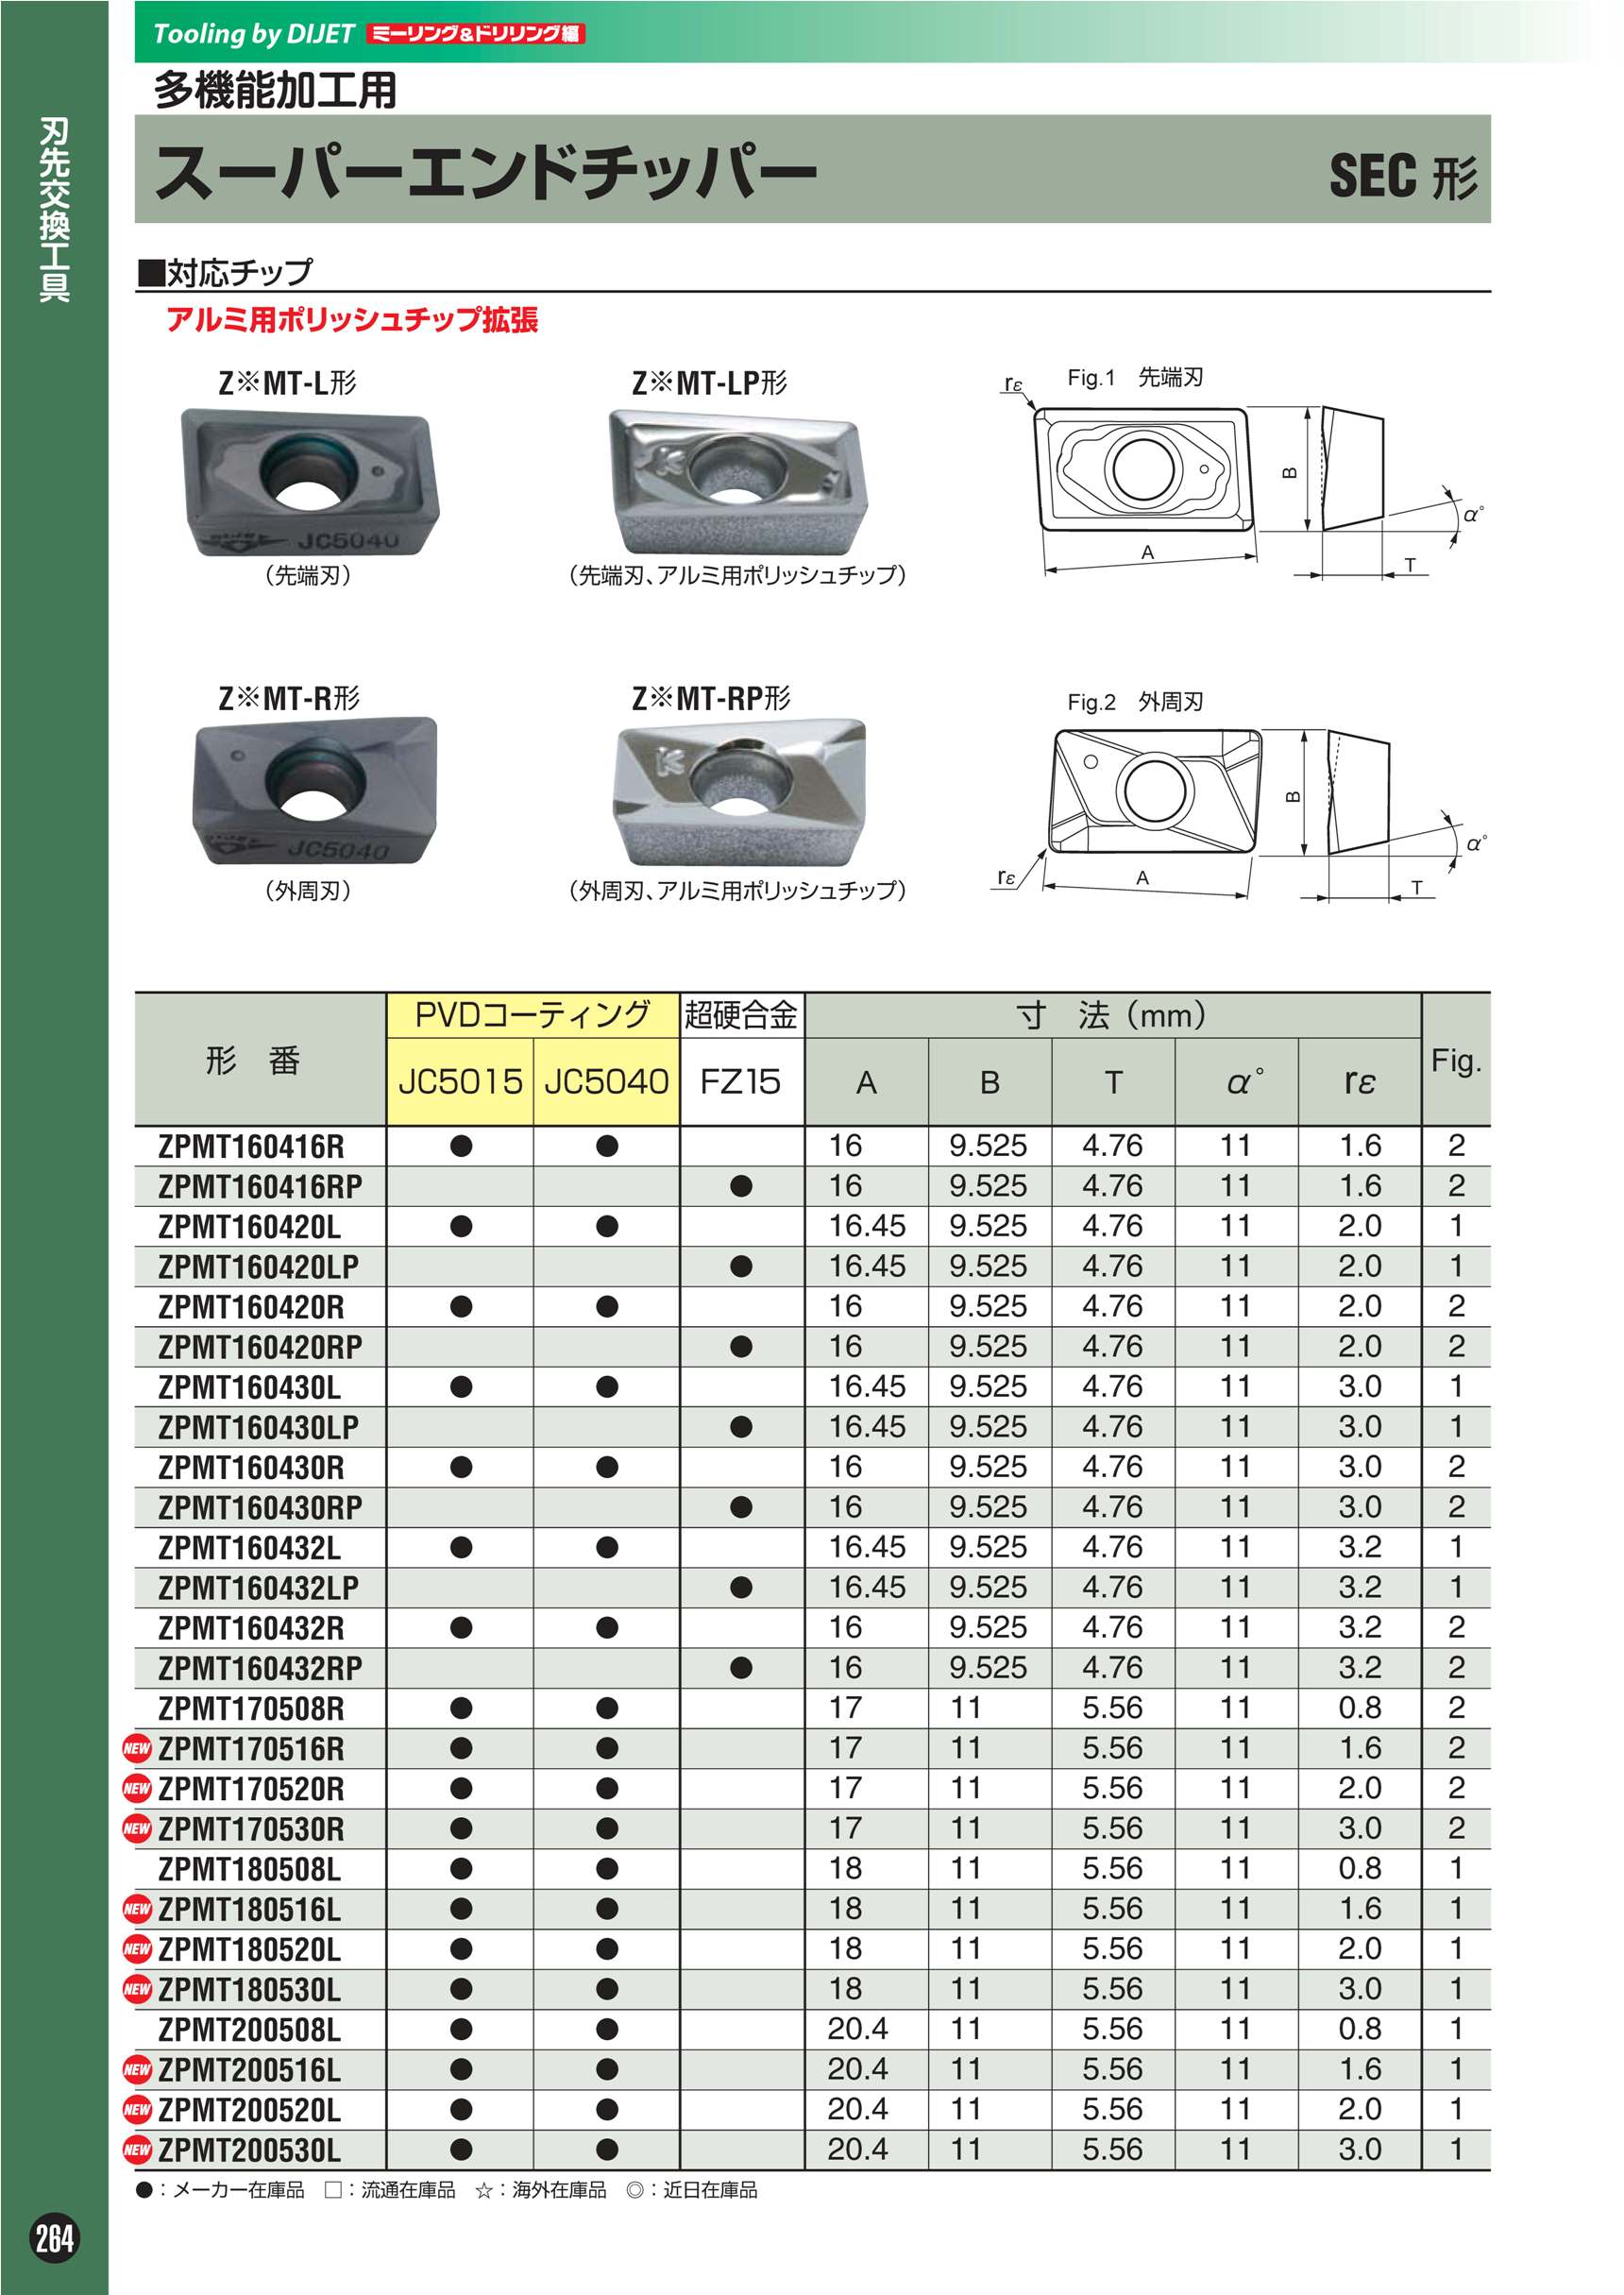 Tooling by DIJET ミーリング&ドリリング編
多機能加工用
スーパーエンドチッパー SEC 形
刃先交換工具
■対応チップ
アルミ用ポリッシュチップ拡張
Z※MT-L形
JC5040
(先端刃)
Z※MT-LP形
(先端刃、アルミ用ポリッシュチップ)
Fig.1 先端刃
rε
A
B
T
α°
Z※MT-R形
JC5040
(外周刃)
Z※MT-RP形
(外周刃、アルミ用ポリッシュチップ)
Fig.2 外周刃
rε
A
B
T
α°
形 番 PVDコーティング 超硬合金 寸 法(mm) Fig.
JC5015 JC5040 FZ15 A B T α° rε
ZPMT160416R ● ● 16 9.525 4.76 11 1.6 2
ZPMT160416RP ● 16 9.525 4.76 11 1.6 2
ZPMT160420L ● ● 16.45 9.525 4.76 11 2.0 1
ZPMT160420LP ● 16.45 9.525 4.76 11 2.0 1
ZPMT160420R ● ● 16 9.525 4.76 11 2.0 2
ZPMT160420RP ● 16 9.525 4.76 11 2.0 2
ZPMT160430L ● ● 16.45 9.525 4.76 11 3.0 1
ZPMT160430LP ● 16.45 9.525 4.76 11 3.0 1
ZPMT160430R ● ● 16 9.525 4.76 11 3.0 2
ZPMT160430RP ● 16 9.525 4.76 11 3.0 2
ZPMT160432L ● ● 16.45 9.525 4.76 11 3.2 1
ZPMT160432LP ● 16.45 9.525 4.76 11 3.2 1
ZPMT160432R ● ● 16 9.525 4.76 11 3.2 2
ZPMT160432RP ● 16 9.525 4.76 11 3.2 2
ZPMT170508R ● ● 17 11 5.56 11 0.8 2
NEW ZPMT170516R ● ● 17 11 5.56 11 1.6 2
NEW ZPMT170520R ● ● 17 11 5.56 11 2.0 2
NEW ZPMT170530R ● ● 17 11 5.56 11 3.0 2
ZPMT180508L ● ● 18 11 5.56 11 0.8 1
NEW ZPMT180516L ● ● 18 11 5.56 11 1.6 1
NEW ZPMT180520L ● ● 18 11 5.56 11 2.0 1
NEW ZPMT180530L ● ● 18 11 5.56 11 3.0 1
ZPMT200508L ● ● 20.4 11 5.56 11 0.8 1
NEW ZPMT200516L ● ● 20.4 11 5.56 11 1.6 1
NEW ZPMT200520L ● ● 20.4 11 5.56 11 2.0 1
NEW ZPMT200530L ● ● 20.4 11 5.56 11 3.0 1
●：メーカー在庫品 □：流通在庫品 ☆：海外在庫品 ◎：近日在庫品
264